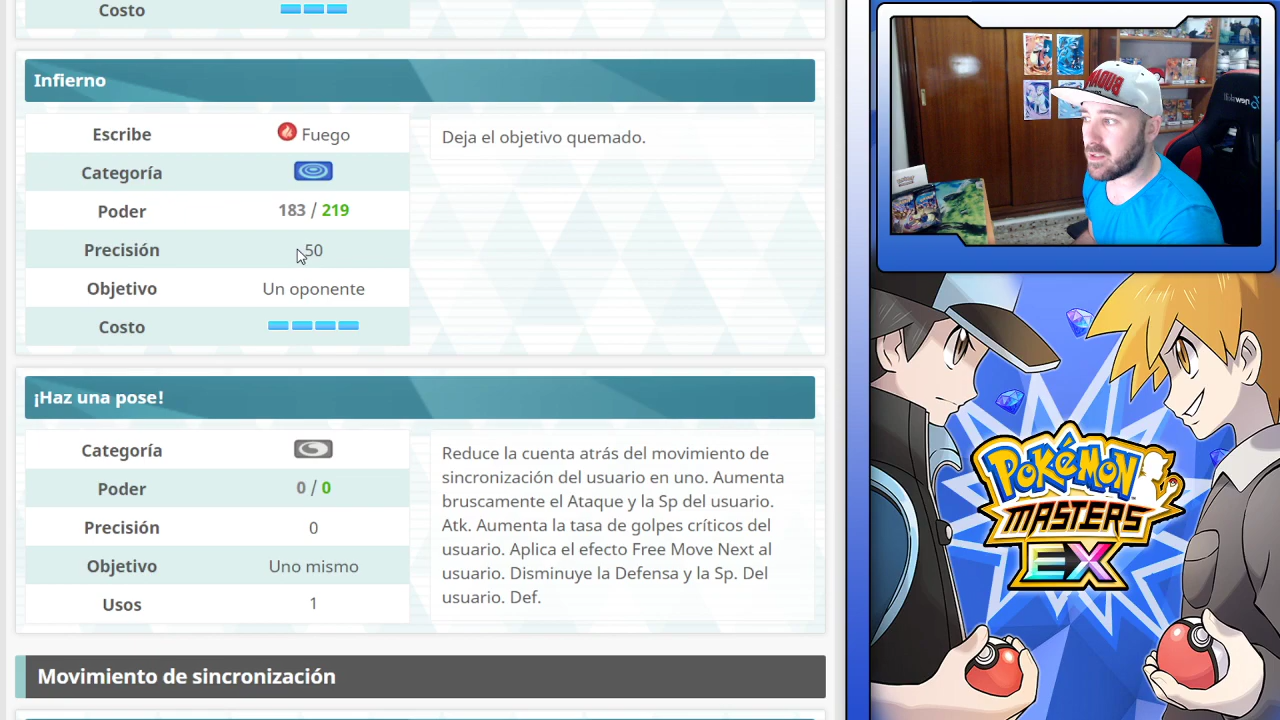 Costo
Infierno
Escribe Fuego
Deja el objetivo quemado.
Categoría
Poder 183 / 219
Precisión 50
Objetivo Un oponente
Costo
¡Haz una pose!
Categoría
Poder 0 / 0
Precisión 0
Objetivo Uno mismo
Usos 1
Reduce la cuenta atrás del movimiento de
sincronización del usuario en uno. Aumenta
bruscamente el Ataque y la Sp del usuario.
Atk. Aumenta la tasa de golpes críticos del
usuario. Aplica el efecto Free Move Next al
usuario. Disminuye la Defensa y la Sp. Del
usuario. Def.
Movimiento de sincronización
POKéMON
MASTERS
EX